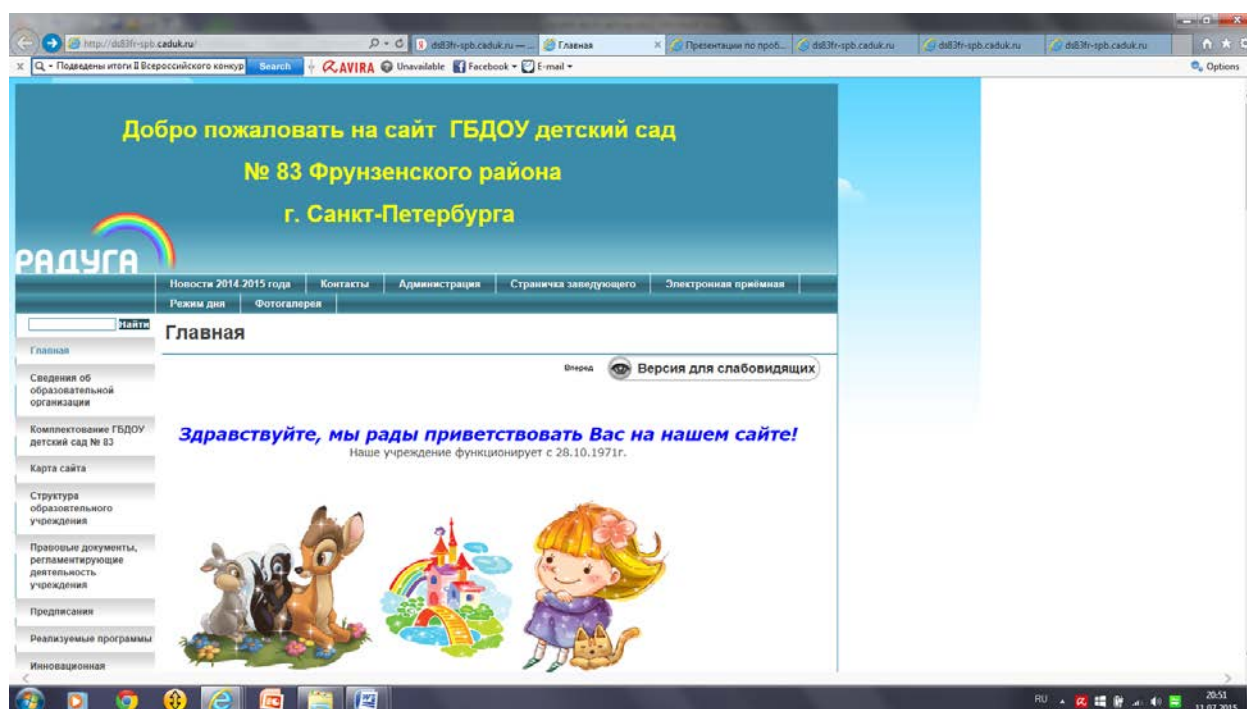 http://ds83fr-spb.caduk.ru/
ds83fr-spb.caduk.ru — ...
Главная
Презентации по проб...
ds83fr-spb.caduk.ru
ds83fr-spb.caduk.ru
ds83fr-spb.caduk.ru
Подведены итоги II Всероссийского конкур
Search
AVIRA
Unavailable
Facebook
E-mail
Options
Добро пожаловать на сайт ГБДОУ детский сад
№ 83 Фрунзенского района
г. Санкт-Петербурга
РАДУГА
Новости 2014-2015 года
Контакты
Администрация
Страничка заведующего
Электронная приёмная
Режим дня
Фотогалерея
Найти
Главная
Сведения об
образовательной
организации
Комплектование ГБДОУ
детский сад № 83
Карта сайта
Структура
образовтельного
учреждения
Правовые документы,
регламентирующие
деятельность
учреждения
Предписания
Реализуемые программы
Инновационная
Главная
Вперед
Версия для слабовидящих
Здравствуйте, мы рады приветствовать Вас на нашем сайте!
Наше учреждение функционирует с 28.10.1971г.
RU
20:51
11.07.2015